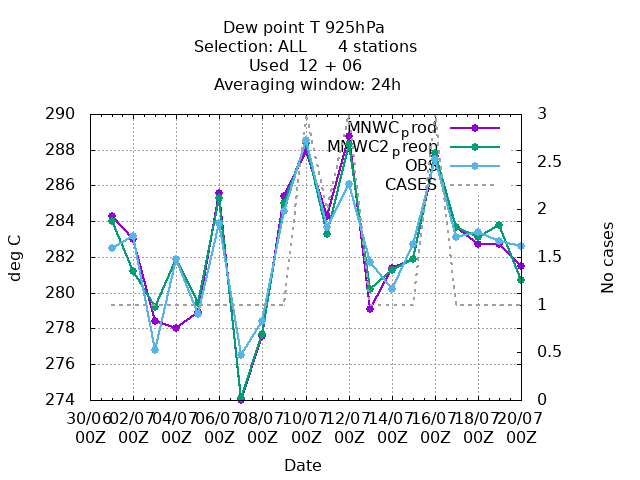 Dew point T 925hPa
Selection: ALL 4 stations
Used 12 + 06
Averaging window: 24h
290
288
286
284
282
280
278
276
274
3
2.5
2
1.5
1
0.5
0
MNWC_prod
MNWC2_preop
OBS
CASES
deg C
No cases
30/06 02/07 04/07 06/07 08/07 10/07 12/07 14/07 16/07 18/07 20/07
00Z 00Z 00Z 00Z 00Z 00Z 00Z 00Z 00Z 00Z 00Z
Date